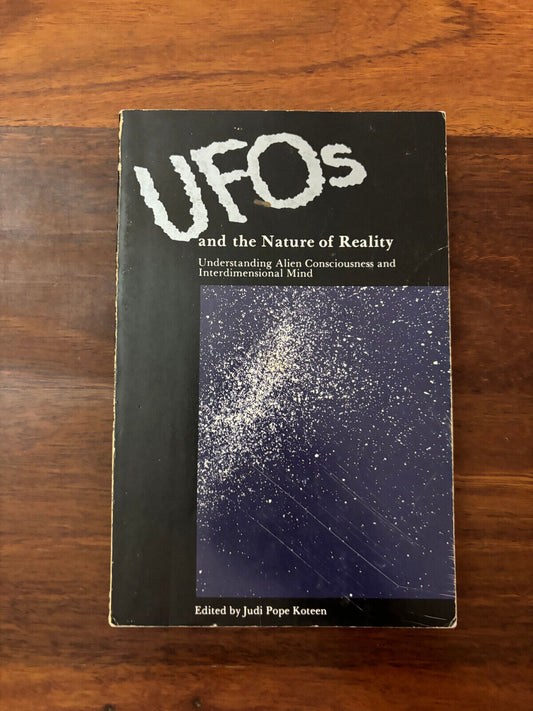 UFOs
and the Nature of Reality
Understanding Alien Consciousness and
Interdimensional Mind
Edited by Judi Pope Koteen